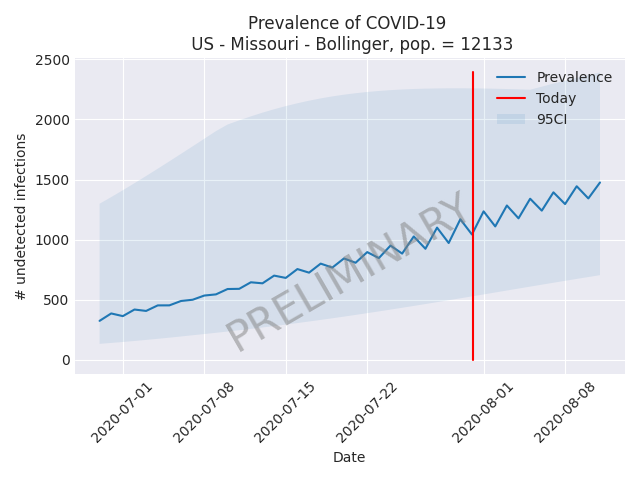 Prevalence of COVID-19
US - Missouri - Bollinger, pop. = 12133
# undetected infections
2500
2000
1500
1000
500
0
Prevalence
Today
95CI
PRELIMINARY
2020-07-01
2020-07-08
2020-07-15
2020-07-22
2020-08-01
2020-08-08
Date